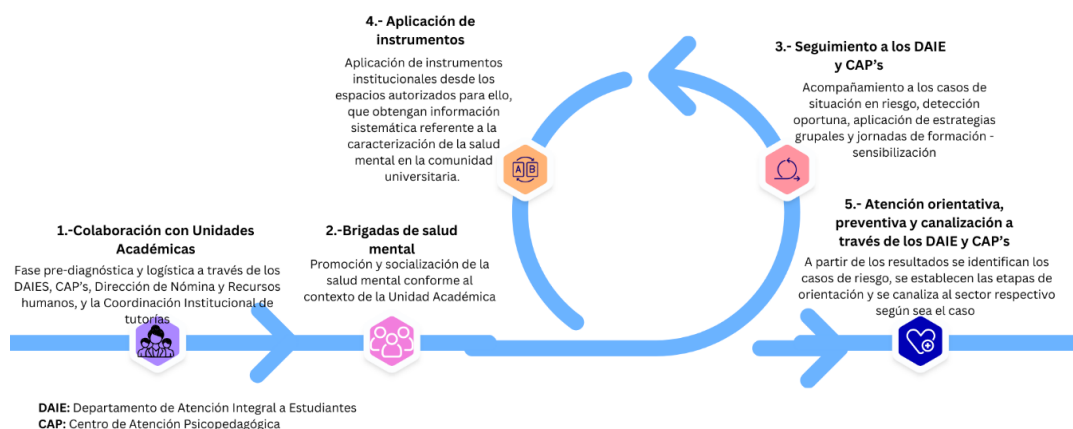 1.-Colaboración con Unidades
Académicas
Fase pre-diagnóstica y logística a través de los
DAIES, CAP's, Dirección de Nómina y Recursos
humanos, y la Coordinación Institucional de
tutorías
2.-Brigadas de salud
mental
Promoción y socialización de la
salud mental conforme al
contexto de la Unidad Académica
3.- Seguimiento a los DAIE
y CAP's
Acompañamiento a los casos de
situación en riesgo, detección
oportuna, aplicación de estrategias
grupales y jornadas de formación -
sensibilización
4.- Aplicación de
instrumentos
Aplicación de instrumentos
institucionales desde los
espacios autorizados para ello,
que obtengan información
sistemática referente a la
caracterización de la salud
mental en la comunidad
universitaria.
A B
5.- Atención orientativa,
preventiva y canalización a
través de los DAIE y CAP's
A partir de los resultados se identifican los
casos de riesgo, se establecen las etapas de
orientación y se canaliza al sector respectivo
según sea el caso
DAIE: Departamento de Atención Integral a Estudiantes
CAP: Centro de Atención Psicopedagógica